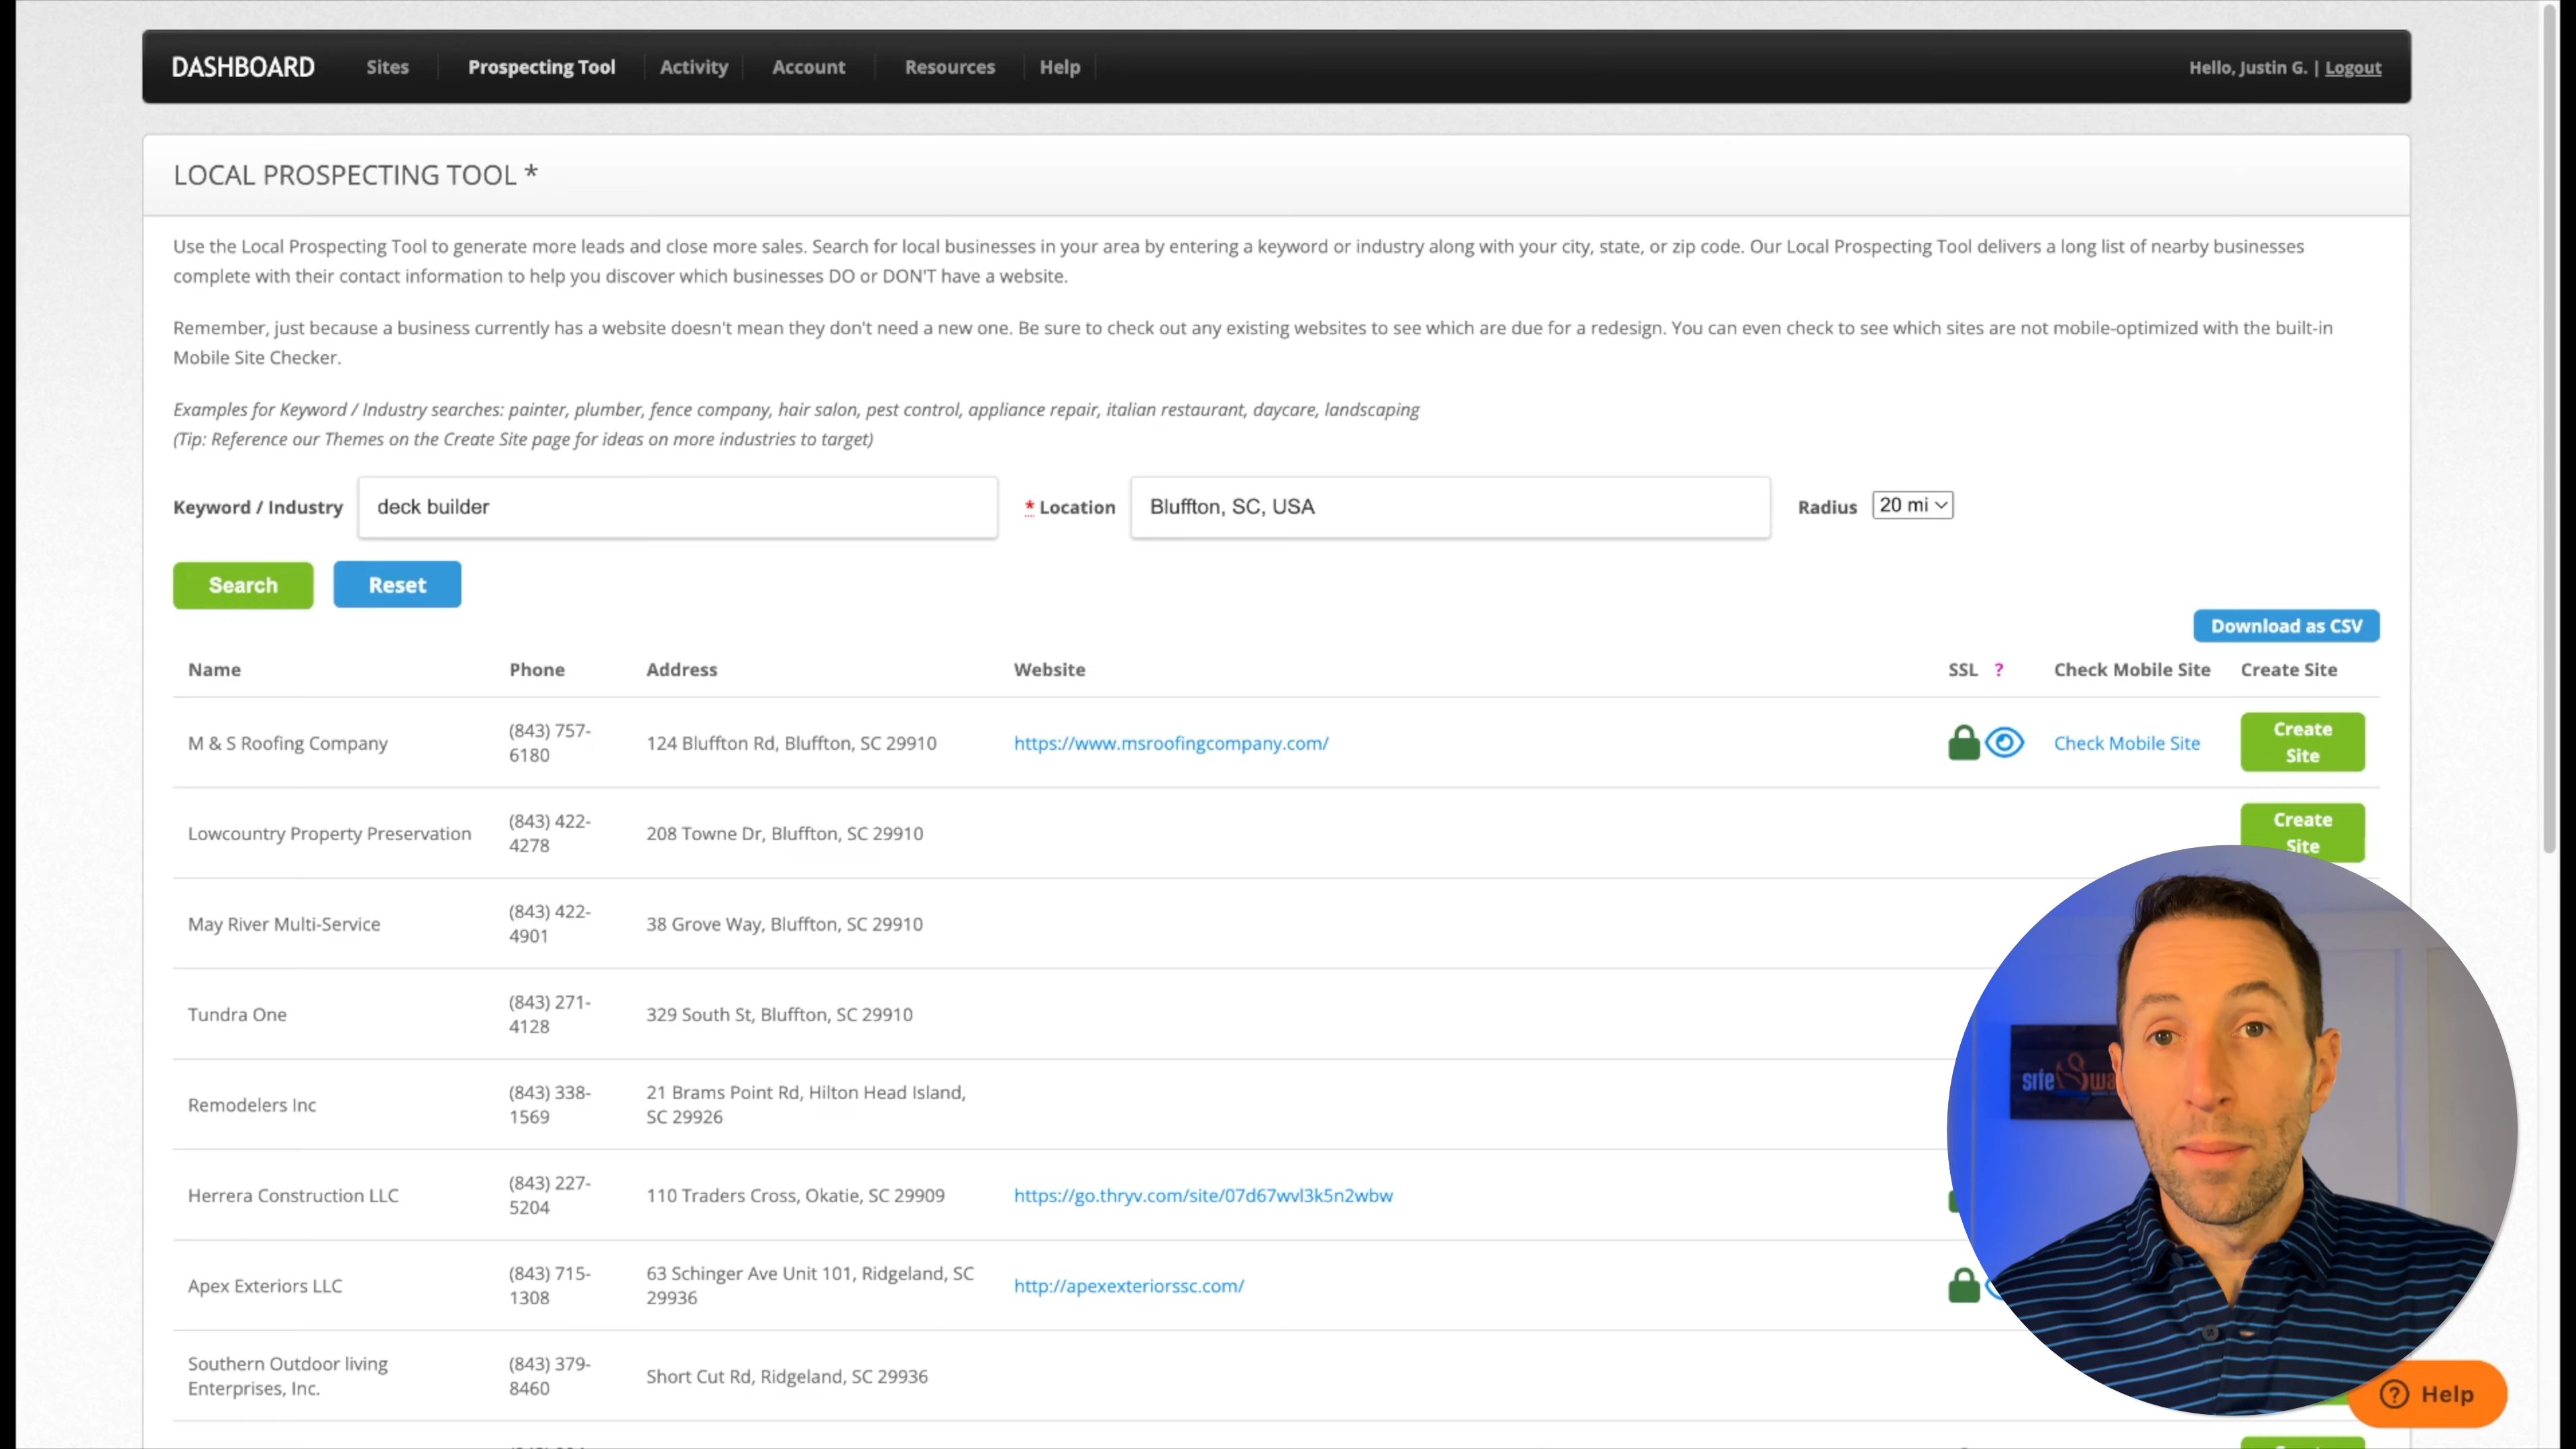 DASHBOARD Sites Prospecting Tool Activity Account Resources Help Hello, Justin G. | Logout
LOCAL PROSPECTING TOOL *
Use the Local Prospecting Tool to generate more leads and close more sales. Search for local businesses in your area by entering a keyword or industry along with your city, state, or zip code. Our Local Prospecting Tool delivers a long list of nearby businesses
complete with their contact information to help you discover which businesses DO or DON'T have a website.
Remember, just because a business currently has a website doesn't mean they don't need a new one. Be sure to check out any existing websites to see which are due for a redesign. You can even check to see which sites are not mobile-optimized with the built-in
Mobile Site Checker.
Examples for Keyword / Industry searches: painter, plumber, fence company, hair salon, pest control, appliance repair, italian restaurant, daycare, landscaping
(Tip: Reference our Themes on the Create Site page for ideas on more industries to target)
Keyword / Industry deck builder * Location Bluffton, SC, USA Radius 20 mi
Search Reset
Download as CSV
Name Phone Address Website SSL ? Check Mobile Site Create Site
M & S Roofing Company (843) 757-6180 124 Bluffton Rd, Bluffton, SC 29910 https://www.msroofingcompany.com/ Check Mobile Site Create Site
Lowcountry Property Preservation (843) 422-4278 208 Towne Dr, Bluffton, SC 29910 Create Site
May River Multi-Service (843) 422-4901 38 Grove Way, Bluffton, SC 29910
Tundra One (843) 271-4128 329 South St, Bluffton, SC 29910
Remodelers Inc (843) 338-1569 21 Brams Point Rd, Hilton Head Island, SC 29926
Herrera Construction LLC (843) 227-5204 110 Traders Cross, Okatie, SC 29909 https://go.thryv.com/site/07d67wvl3k5n2wbw
Apex Exteriors LLC (843) 715-1308 63 Schinger Ave Unit 101, Ridgeland, SC 29936 http://apexexteriorssc.com/
Southern Outdoor living Enterprises, Inc. (843) 379-8460 Short Cut Rd, Ridgeland, SC 29936
site
Help